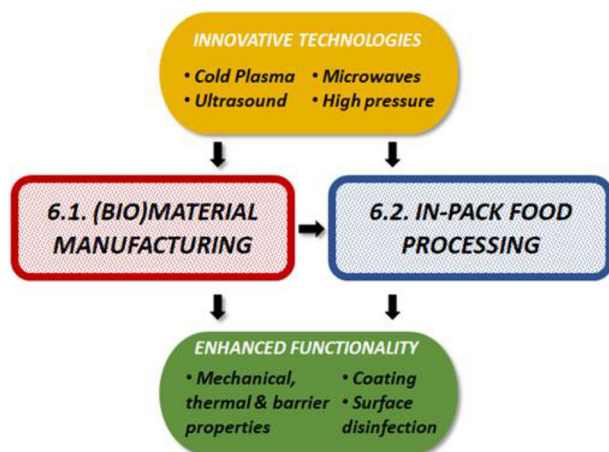 INNOVATIVE TECHNOLOGIES
• Cold Plasma • Microwaves
• Ultrasound • High pressure
6.1. (BIO)MATERIAL
MANUFACTURING
6.2. IN-PACK FOOD
PROCESSING
ENHANCED FUNCTIONALITY
• Mechanical,
thermal & barrier
properties
• Coating
• Surface
disinfection